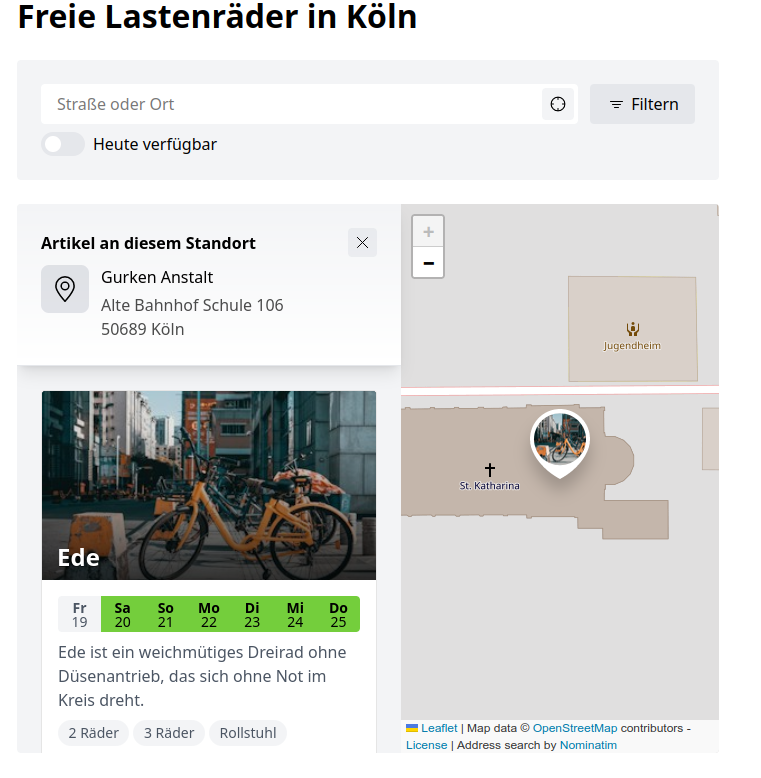 Freie Lastenräder in Köln
Straße oder Ort
Filtern
Heute verfügbar
Artikel an diesem Standort
Gurken Anstalt
Alte Bahnhof Schule 106
50689 Köln
Ede
Fr Sa So Mo Di Mi Do
19 20 21 22 23 24 25
Ede ist ein weichmütiges Dreirad ohne
Düsenantrieb, das sich ohne Not im
Kreis dreht.
2 Räder 3 Räder Rollstuhl
+
−
Jugendheim
St. Katharina
Leaflet | Map data © OpenStreetMap contributors -
License | Address search by Nominatim